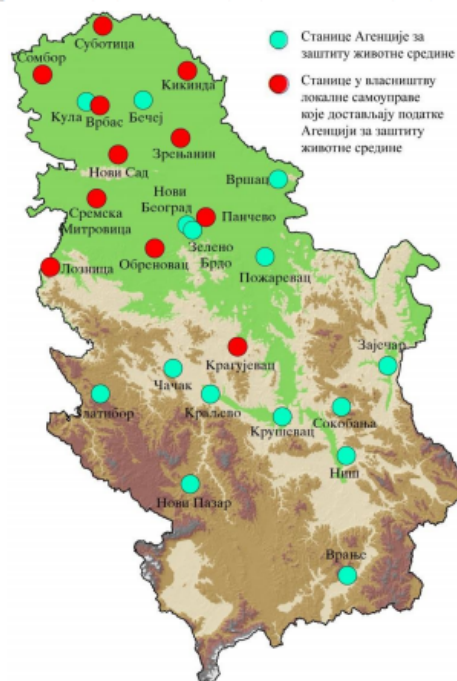 Суботица
Сомбор
Кикинда
Кула
Врбас
Бечеј
Зрењанин
Нови Сад
Вршац
Нови
Београд
Сремска
Митровица
Панчево
Зелено
Брдо
Обреновац
Лозница
Пожаревац
Крагујевац
Зајечар
Чачак
Златибор
Краљево
Крушевац
Сокобања
Ниш
Нови Пазар
Врање
Станице Агенције за
заштиту животне средине
Станице у власништву
локалне самоуправе
које достављају податке
Агенцији за заштиту
животне средине